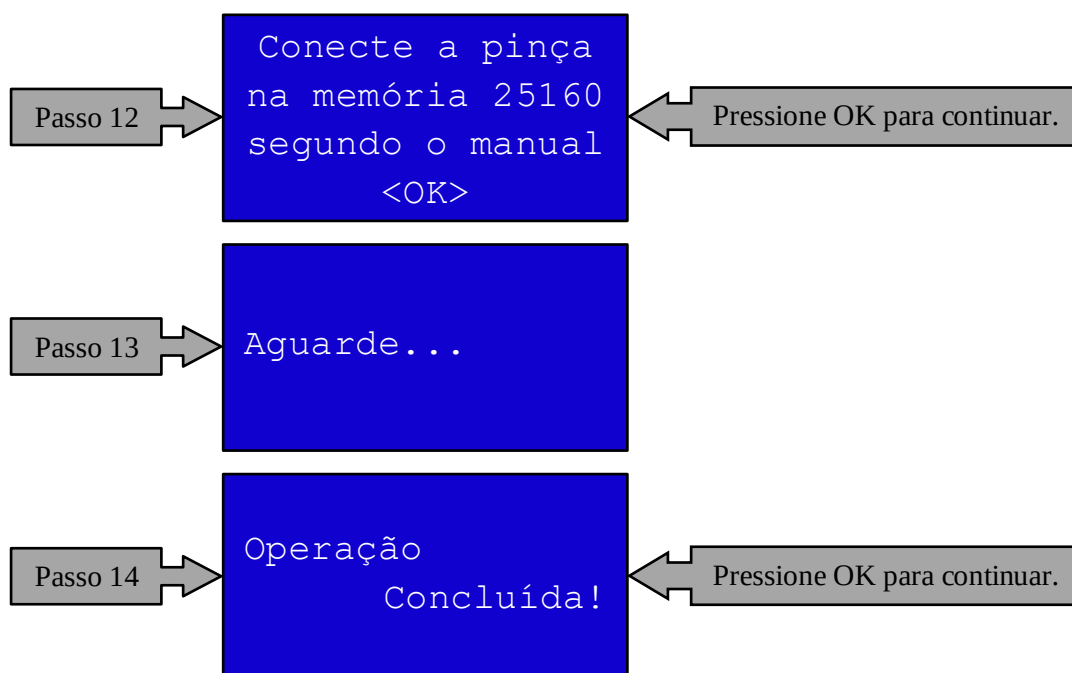 Passo 12
Conecte a pinça
na memória 25160
segundo o manual
<OK>
Pressione OK para continuar.
Passo 13
Aguarde...
Passo 14
Operação
Concluída!
Pressione OK para continuar.